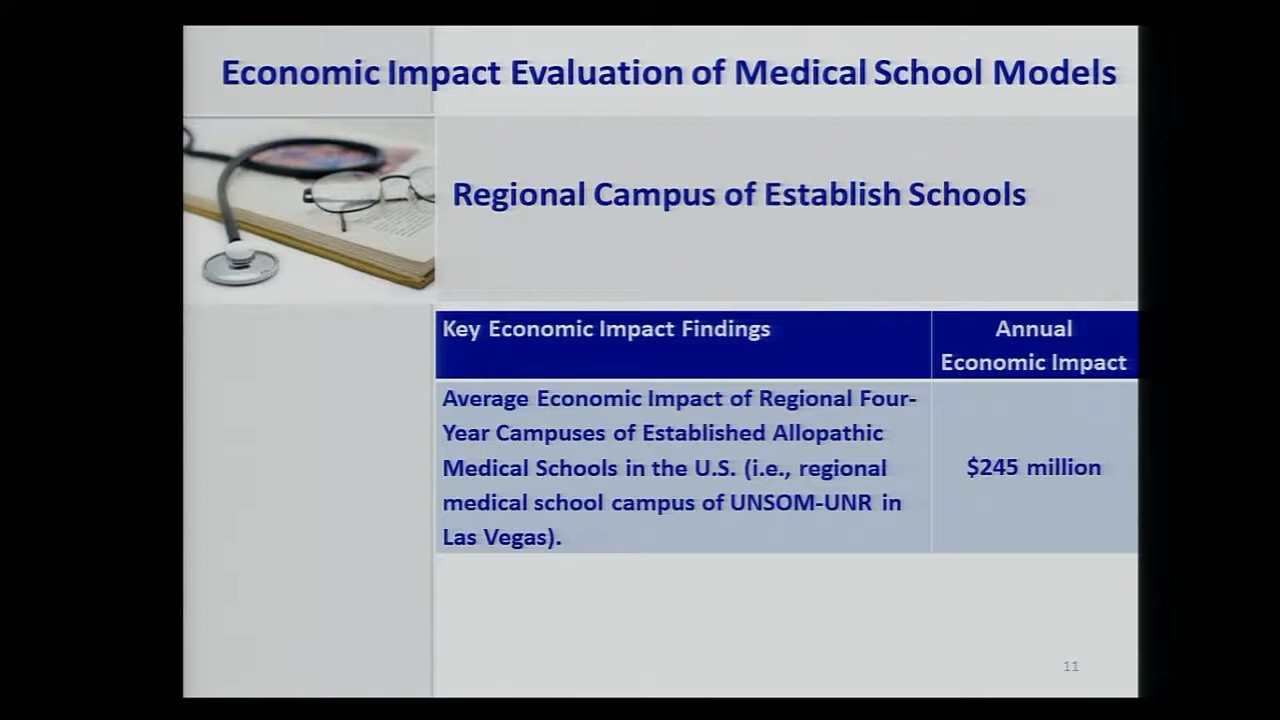 Economic Impact Evaluation of Medical School Models
Regional Campus of Establish Schools
Key Economic Impact Findings
Annual
Economic Impact
Average Economic Impact of Regional Four-
Year Campuses of Established Allopathic
Medical Schools in the U.S. (i.e., regional
medical school campus of UNSOM-UNR in
Las Vegas).
$245 million
11